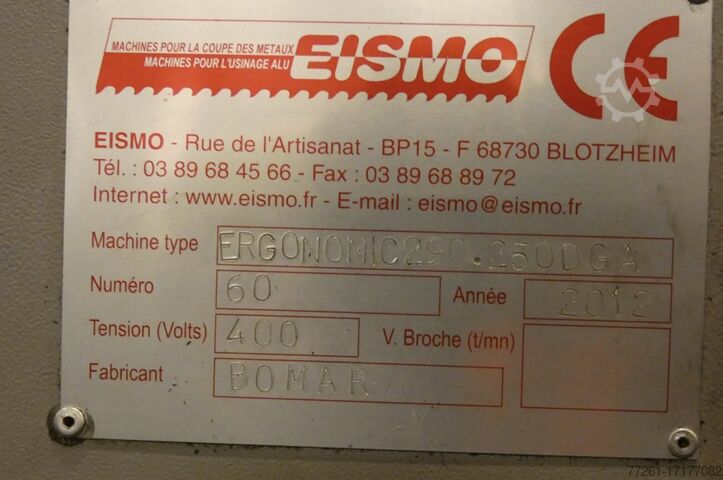 MACHINES POUR LA COUPE DES METAUX
MACHINES POUR L'USINAGE ALU
EISMO CE
EISMO - Rue de l'Artisanat - BP15 - F 68730 BLOTZHEIM
Tél. : 03 89 68 45 66 - Fax : 03 89 68 89 72
Internet : www.eismo.fr - E-mail : eismo@eismo.fr
Machine type ERGONOMIC290.250DGA
Numéro 60 Année 2012
Tension (Volts) 400 V. Broche (t/mn)
Fabricant BOMAR
77261-17177082